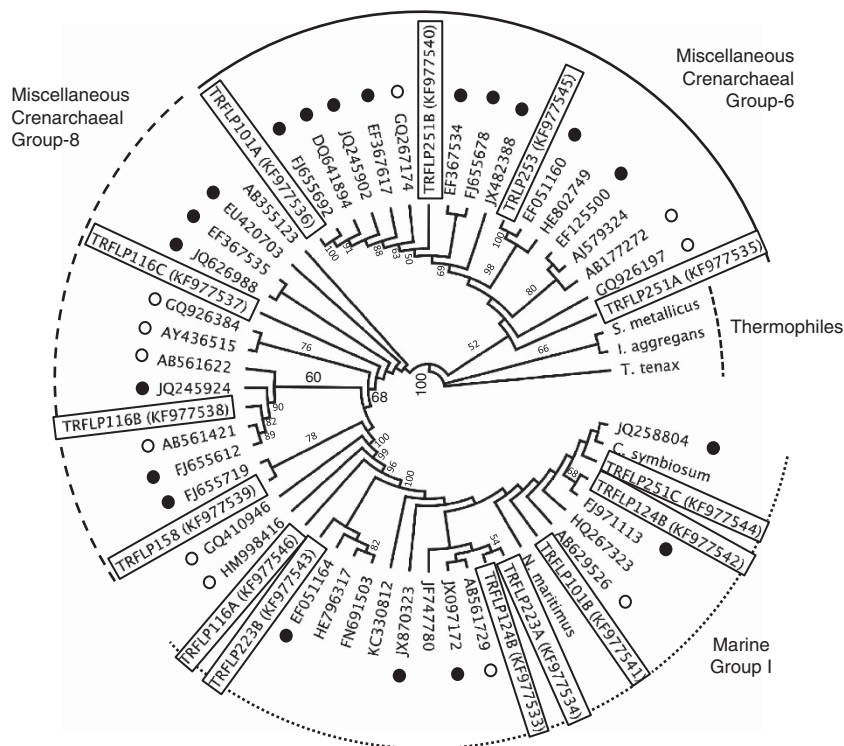 Miscellaneous
Crenarchaeal
Group-8
Miscellaneous
Crenarchaeal
Group-6
Thermophiles
Marine
Group I
TRFLP101A (KF977536)
FJ655692
DQ641894
JQ245902
EF367617
GQ267174
TRFLP251B (KF977540)
EF367534
FJ655678
JX482388
TRLP253 (KF977545)
EF051160
HE802749
EF125500
AJ579324
AB177272
GQ926197
TRFLP251A (KF977535)
S. metallicus
I. aggregans
T. tenax
JQ258804
C. symbiosum
TRFLP251C (KF977544)
TRFLP124B (KF977542)
FJ971113
HQ267323
AB629526
TRFLP101B (KF977541)
N. maritimus
TRFLP223A (KF977534)
TRFLP124B (KF977533)
AB561729
JX097172
JF747780
JX870323
KC330812
FN691503
HE796317
EF051164
TRFLP223B (KF977543)
TRFLP116A (KF977546)
HM998416
GQ410946
TRFLP158 (KF977539)
FJ655719
FJ655612
AB561421
TRFLP116B (KF977538)
JQ245924
AB561622
AY436515
GQ926384
TRFLP116C (KF977537)
JQ626988
EF367535
EU420703
AB355123
100
91
88
63
50
69
100
98
80
52
66
100
76
60
68
90
82
89
78
100
99
96
100
82
54
68